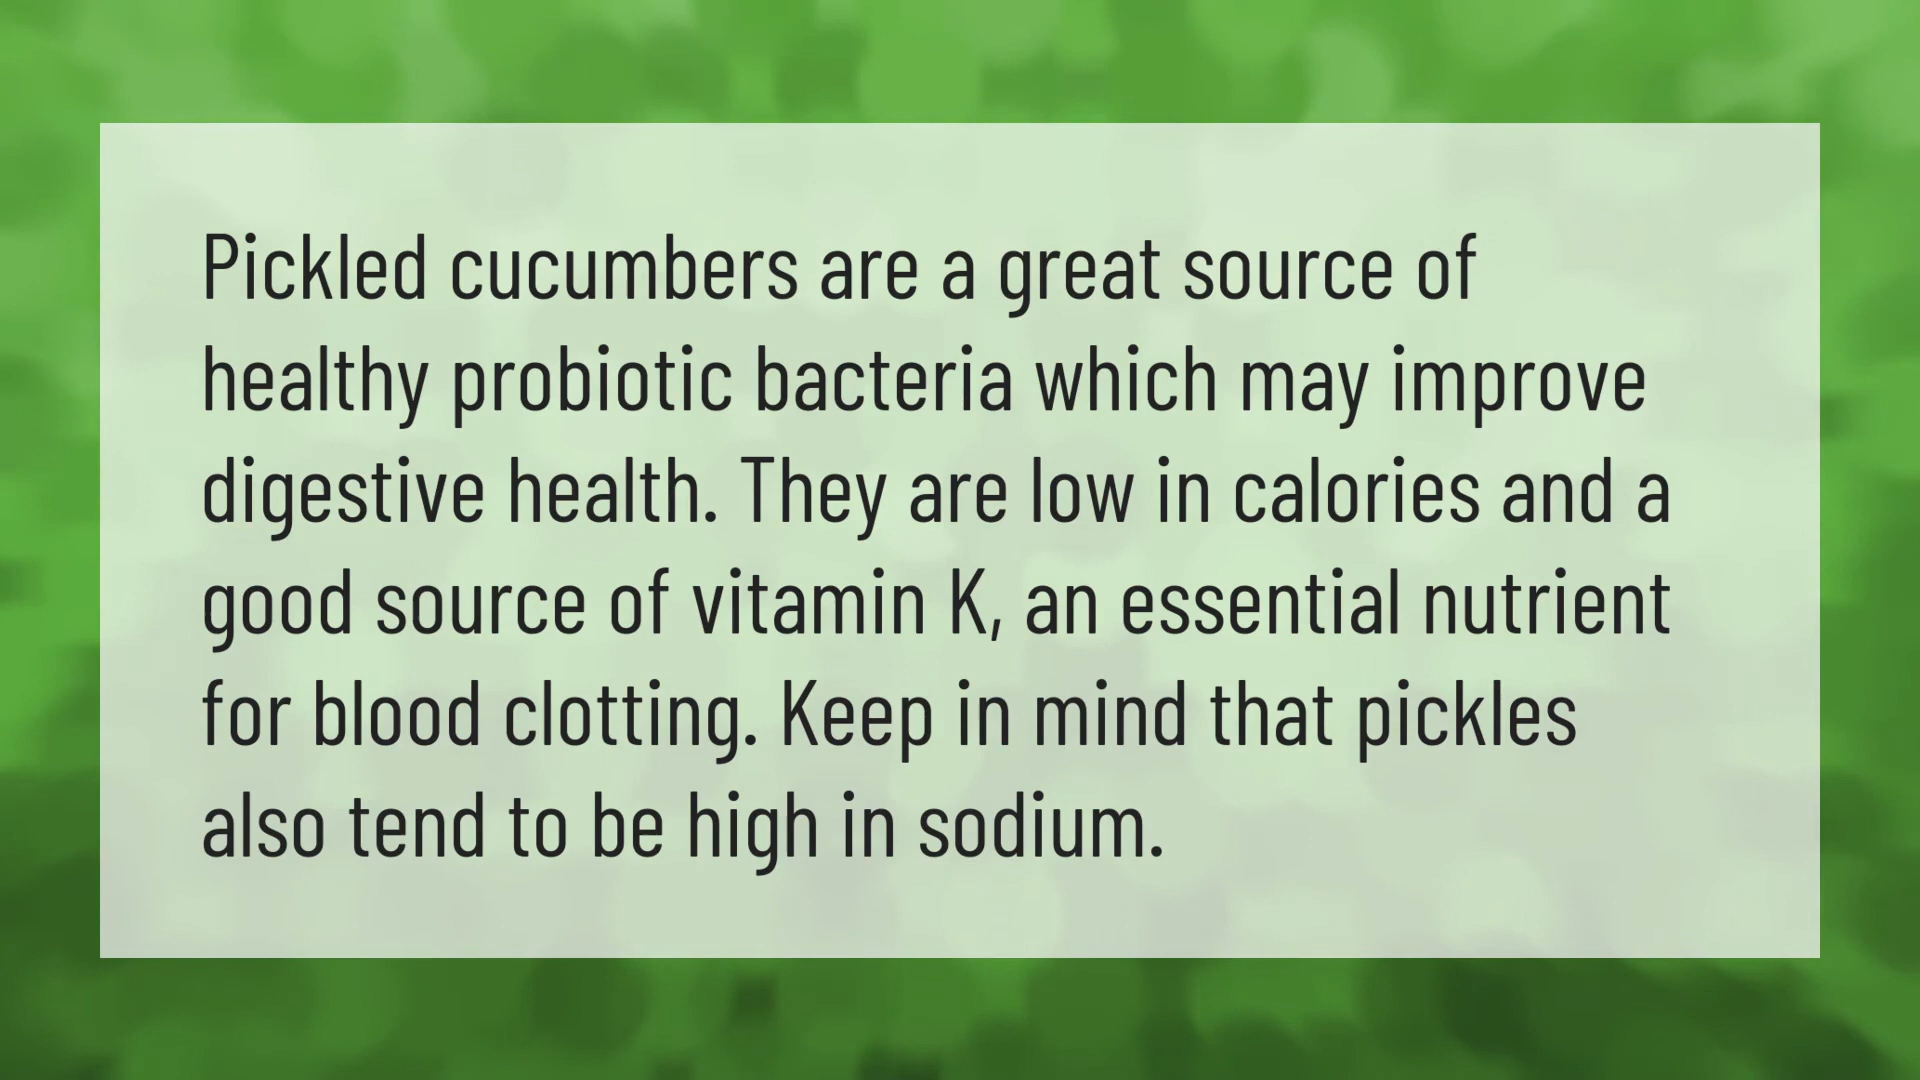 Pickled cucumbers are a great source of
healthy probiotic bacteria which may improve
digestive health. They are low in calories and a
good source of vitamin K, an essential nutrient
for blood clotting. Keep in mind that pickles
also tend to be high in sodium.